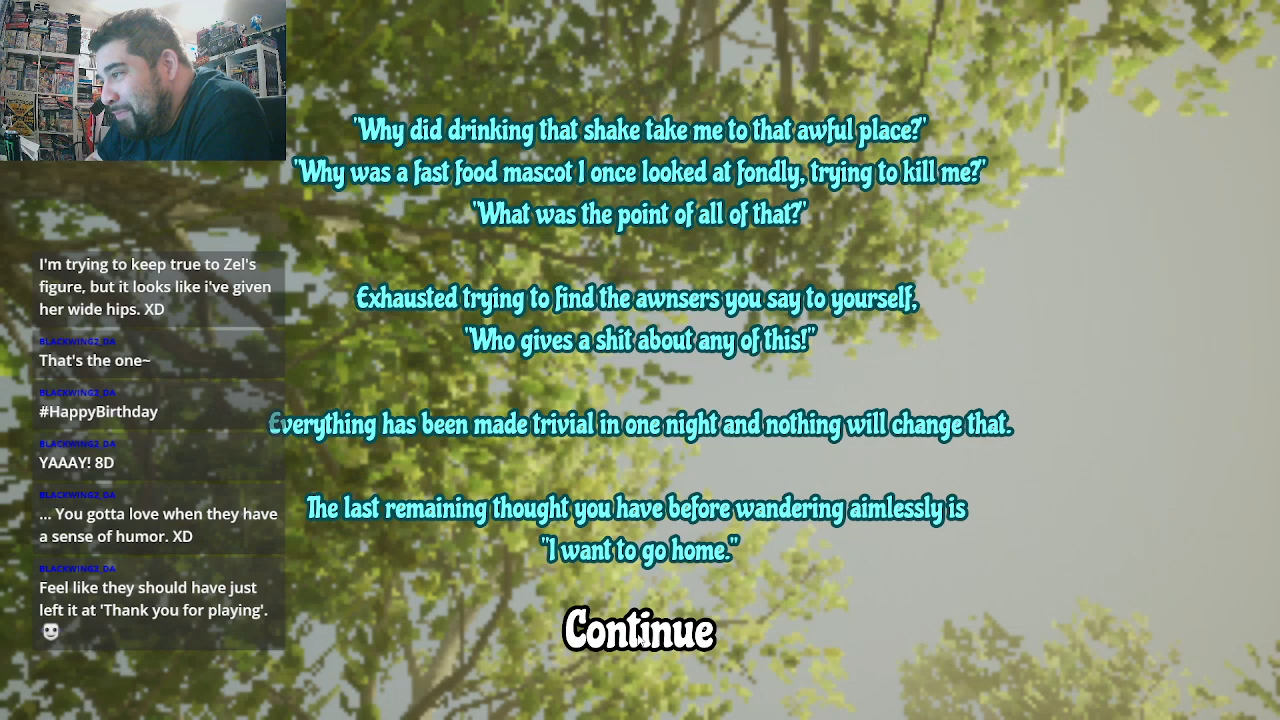 "Why did drinking that shake take me to that awful place?"
"Why was a fast food mascot I once looked at fondly, trying to kill me?"
"What was the point of all of that?"
Exhausted trying to find the awnsers you say to yourself,
"Who gives a shit about any of this!"
Everything has been made trivial in one night and nothing will change that.
The last remaining thought you have before wandering aimlessly is
"I want to go home."
Continue
I'm trying to keep true to Zel's
figure, but it looks like i've given
her wide hips. XD
BLACKWING2_DA
That's the one~
BLACKWING2_DA
#HappyBirthday
BLACKWING2_DA
YAAAY! 8D
BLACKWING2_DA
... You gotta love when they have
a sense of humor. XD
BLACKWING2_DA
Feel like they should have just
left it at 'Thank you for playing'.